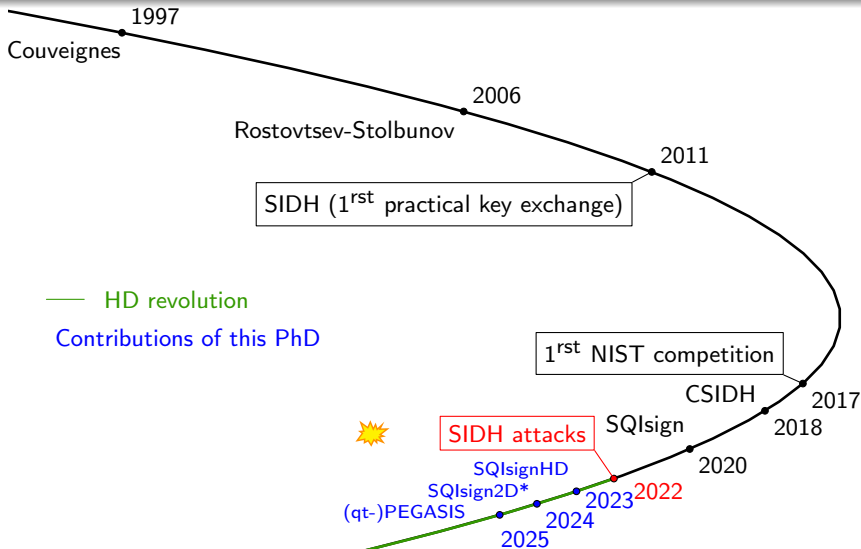 1997
Couveignes
2006
Rostovtsev-Stolbunov
2011
SIDH (1rst practical key exchange)
HD revolution
Contributions of this PhD
1rst NIST competition
CSIDH
2017
SQIsign
2018
SIDH attacks
2020
SQIsignHD
2022
SQIsign2D*
2023
(qt-)PEGASIS
2024
2025